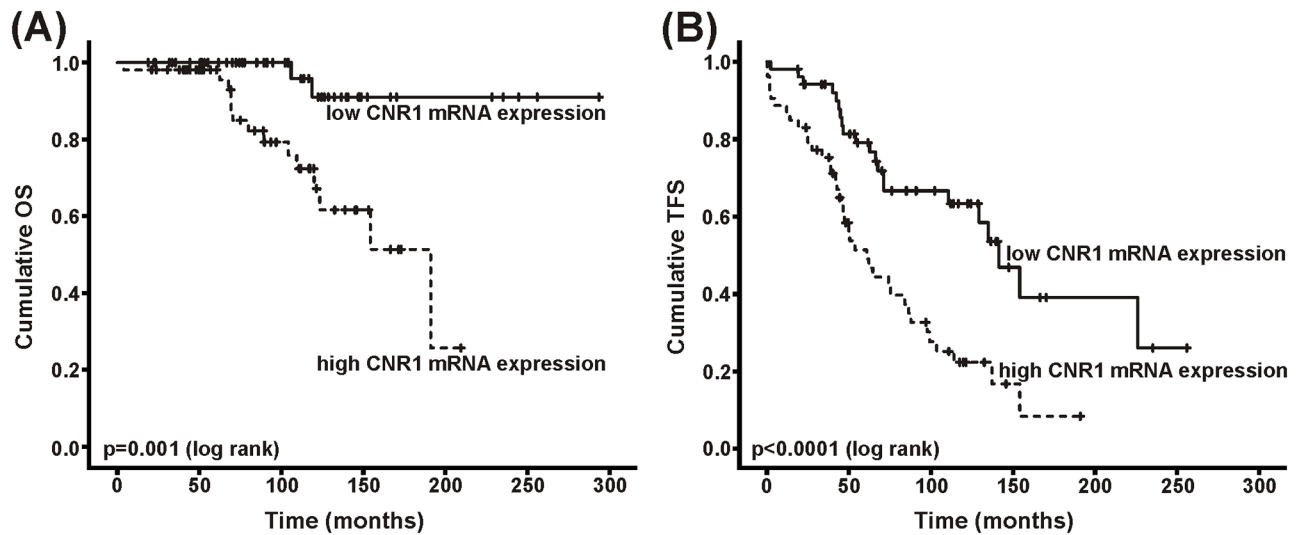 (A)
Cumulative OS
1.0
0.8
0.6
0.4
0.2
0.0
low CNR1 mRNA expression
high CNR1 mRNA expression
p=0.001 (log rank)
0 50 100 150 200 250 300
Time (months)
(B)
Cumulative TFS
1.0
0.8
0.6
0.4
0.2
0.0
low CNR1 mRNA expression
high CNR1 mRNA expression
p<0.0001 (log rank)
0 50 100 150 200 250 300
Time (months)